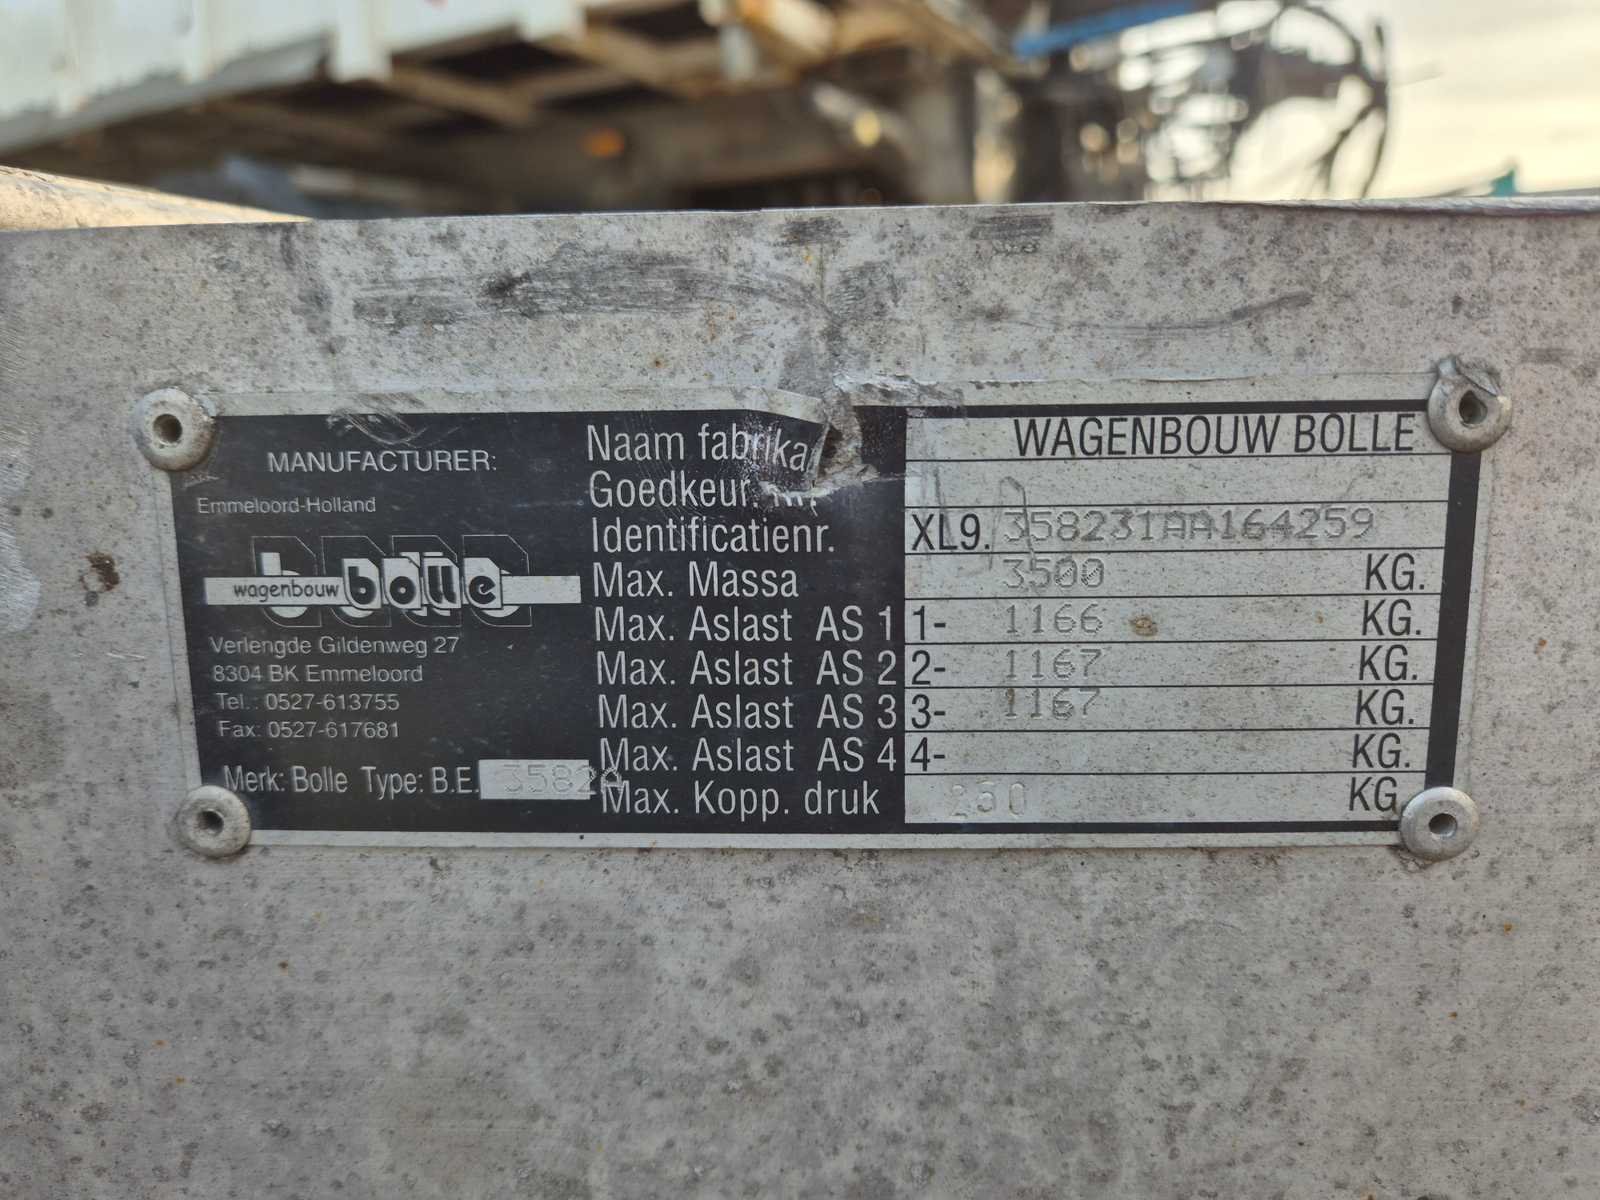 MANUFACTURER:
Emmeloord-Holland
wagenbouw bolle
Verlengde Gildenweg 27
8304 BK Emmeloord
Tel.: 0527-613755
Fax: 0527-617681
Merk: Bolle Type: B.E. 3582A
Naam fabrika WAGENBOUW BOLLE
Goedkeur. nr.
Identificatienr. XL9. 358231AA164259
Max. Massa 3500 KG.
Max. Aslast AS 1 1- 1166 KG.
Max. Aslast AS 2 2- 1167 KG.
Max. Aslast AS 3 3- 1167 KG.
Max. Aslast AS 4 4- KG.
Max. Kopp. druk KG.